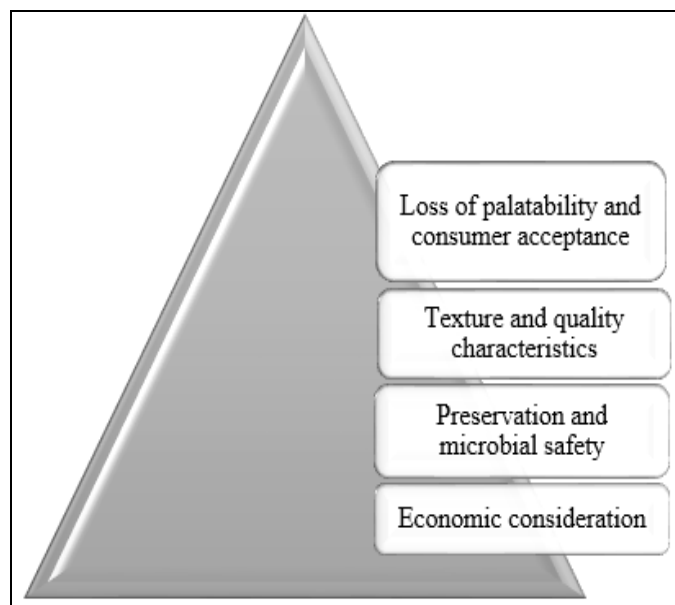 Loss of palatability and
consumer acceptance
Texture and quality
characteristics
Preservation and
microbial safety
Economic consideration